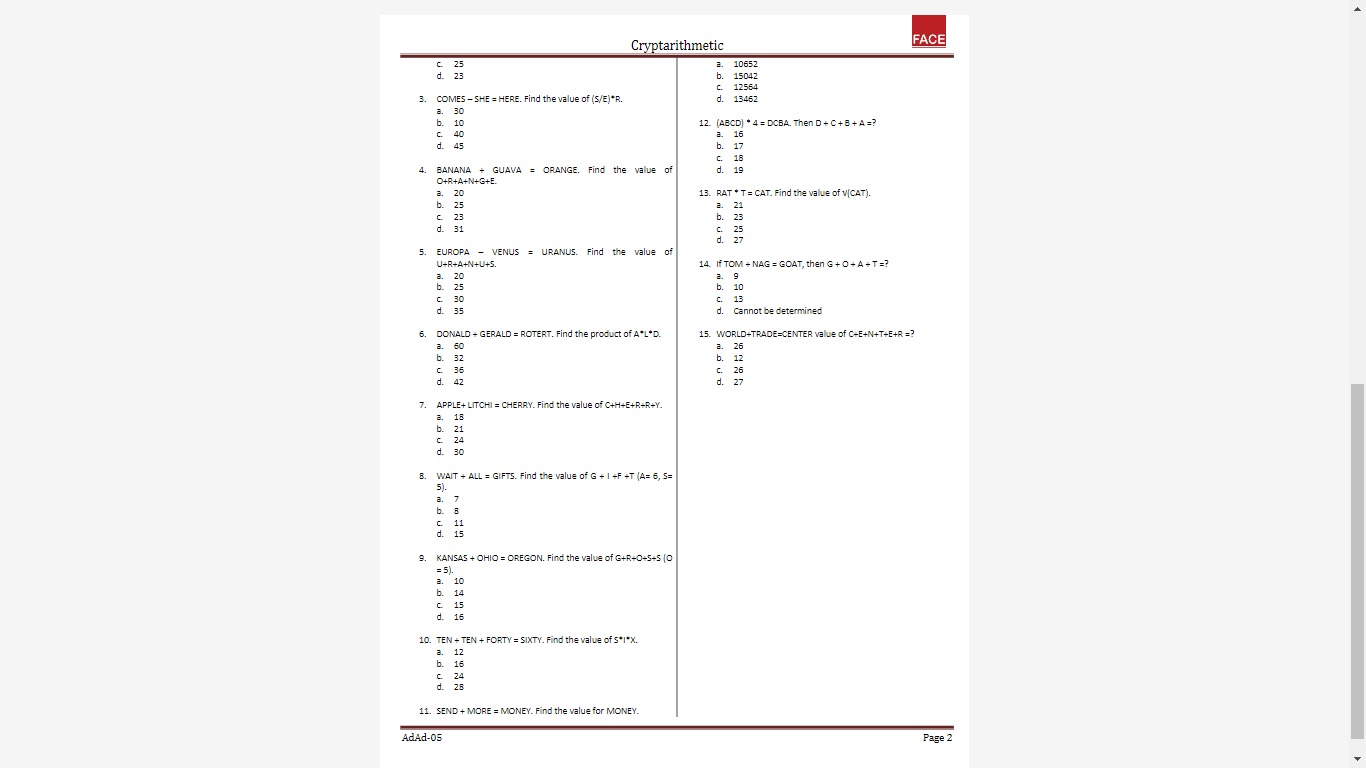 FACE
Cryptarithmetic
c. 25
d. 23
3. COMES – SHE = HERE. Find the value of (S/E)*R.
a. 30
b. 10
c. 40
d. 45
4. BANANA + GUAVA = ORANGE. Find the value of
O+R+A+N+G+E.
a. 20
b. 25
c. 23
d. 31
5. EUROPA – VENUS = URANUS. Find the value of
U+R+A+N+U+S.
a. 20
b. 25
c. 30
d. 35
6. DONALD + GERALD = ROTERT. Find the product of A*L*D.
a. 60
b. 32
c. 36
d. 42
7. APPLE+ LITCHI = CHERRY. Find the value of C+H+E+R+R+Y.
a. 18
b. 21
c. 24
d. 30
8. WAIT + ALL = GIFTS. Find the value of G + I +F +T (A= 6, S=
5).
a. 7
b. 8
c. 11
d. 15
9. KANSAS + OHIO = OREGON. Find the value of G+R+O+S+S (O
= 5).
a. 10
b. 14
c. 15
d. 16
10. TEN + TEN + FORTY = SIXTY. Find the value of S*I*X.
a. 12
b. 16
c. 24
d. 28
11. SEND + MORE = MONEY. Find the value for MONEY.
a. 10652
b. 15042
c. 12564
d. 13462
12. (ABCD) * 4 = DCBA. Then D + C + B + A =?
a. 16
b. 17
c. 18
d. 19
13. RAT * T = CAT. Find the value of √(CAT).
a. 21
b. 23
c. 25
d. 27
14. If TOM + NAG = GOAT, then G + O + A + T =?
a. 9
b. 10
c. 13
d. Cannot be determined
15. WORLD+TRADE=CENTER value of C+E+N+T+E+R =?
a. 26
b. 12
c. 26
d. 27
AdAd-05
Page 2